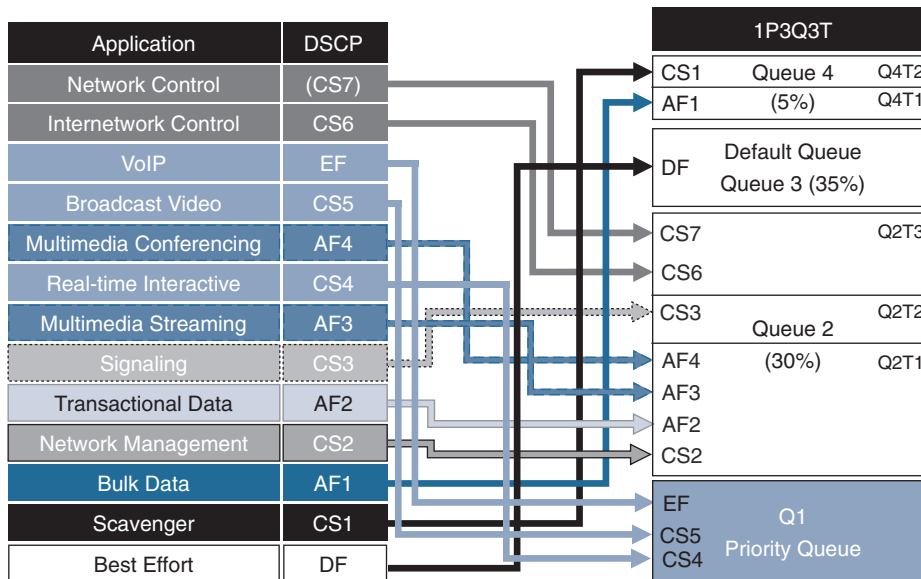 Application DSCP
Network Control (CS7)
Internetwork Control CS6
VoIP EF
Broadcast Video CS5
Multimedia Conferencing AF4
Real-time Interactive CS4
Multimedia Streaming AF3
Signaling CS3
Transactional Data AF2
Network Management CS2
Bulk Data AF1
Scavenger CS1
Best Effort DF
1P3Q3T
CS1 Queue 4 Q4T2
AF1 (5%) Q4T1
Default Queue
DF
Queue 3 (35%)
CS7 Q2T3
CS6
CS3 Q2T2
Queue 2
AF4 (30%) Q2T1
AF3
AF2
CS2
EF
Q1
CS5
Priority Queue
CS4